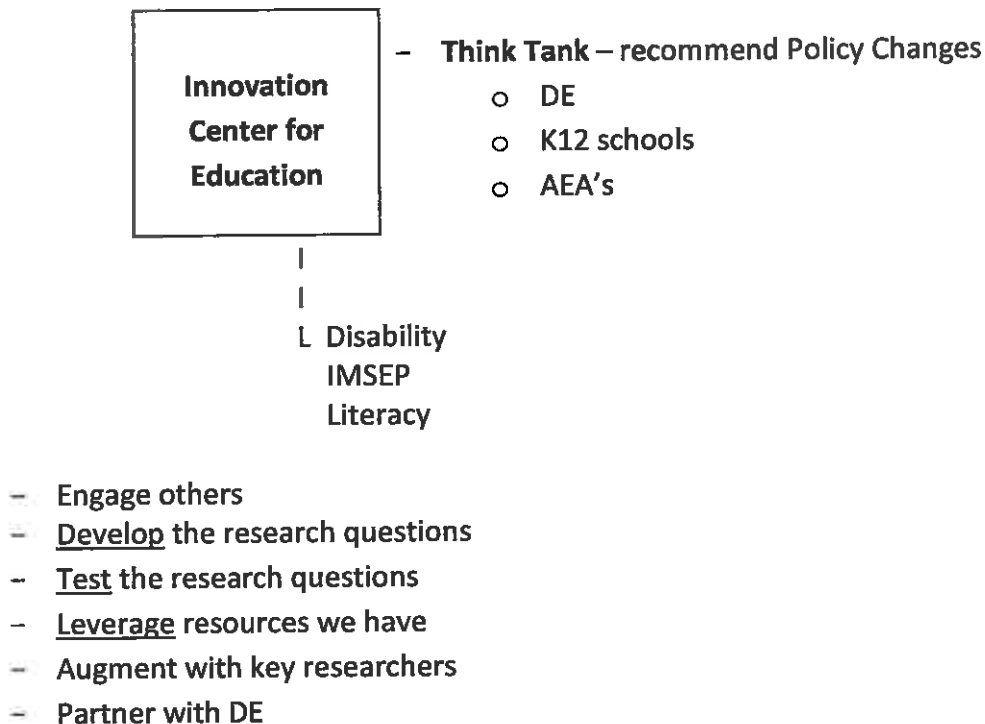 Innovation
Center for
Education
– Think Tank – recommend Policy Changes
o DE
o K12 schools
o AEA's
L Disability
IMSEP
Literacy
– Engage others
– Develop the research questions
– Test the research questions
– Leverage resources we have
– Augment with key researchers
– Partner with DE